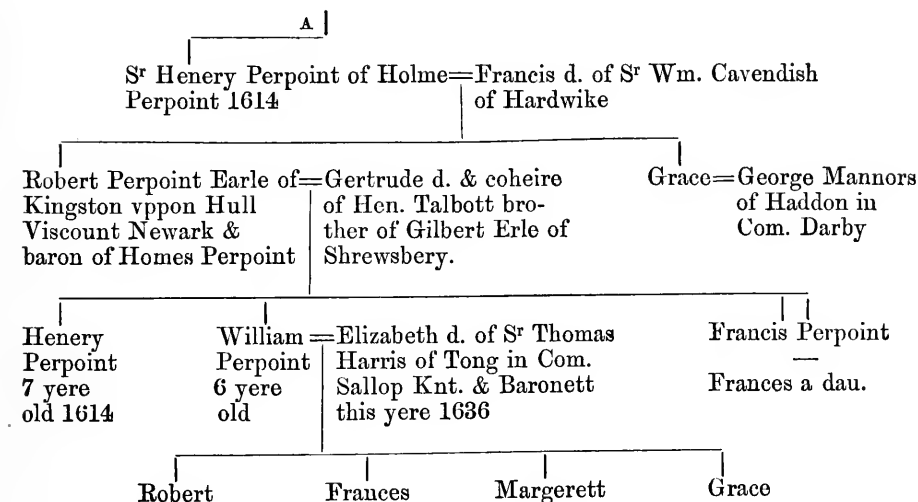 A
Sʳ Henery Perpoint of Holme=Francis d. of Sʳ Wm. Cavendish
Perpoint 1614
of Hardwike
Robert Perpoint Earle of=Gertrude d. & coheire
Kingston vppon Hull
of Hen. Talbott bro-
Viscount Newark &
ther of Gilbert Erle of
baron of Homes Perpoint
Shrewsbery.
Grace=George Mannors
of Haddon in
Com. Darby
Henery
Perpoint
7 yere
old 1614
William=Elizabeth d. of Sʳ Thomas
Perpoint
Harris of Tong in Com.
6 yere
Sallop Knt. & Baronett
old
this yere 1636
Francis Perpoint
—
Frances a dau.
Robert
Frances
Margerett
Grace